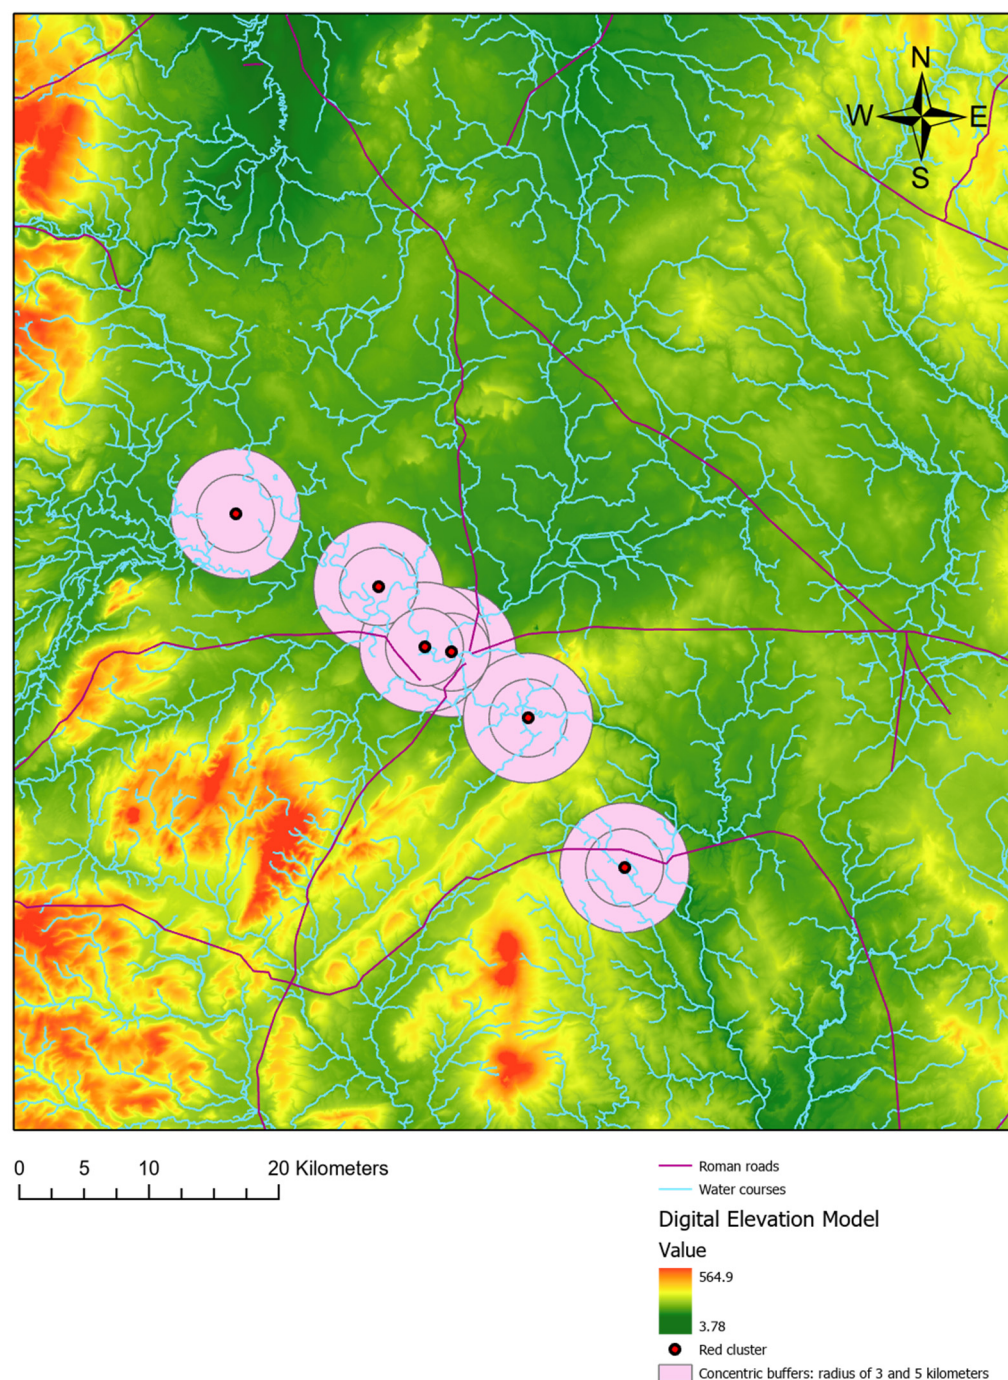 N
W E
S
0 5 10 20 Kilometers
Roman roads
Water courses
Digital Elevation Model
Value
564.9
3.78
Red cluster
Concentric buffers: radius of 3 and 5 kilometers